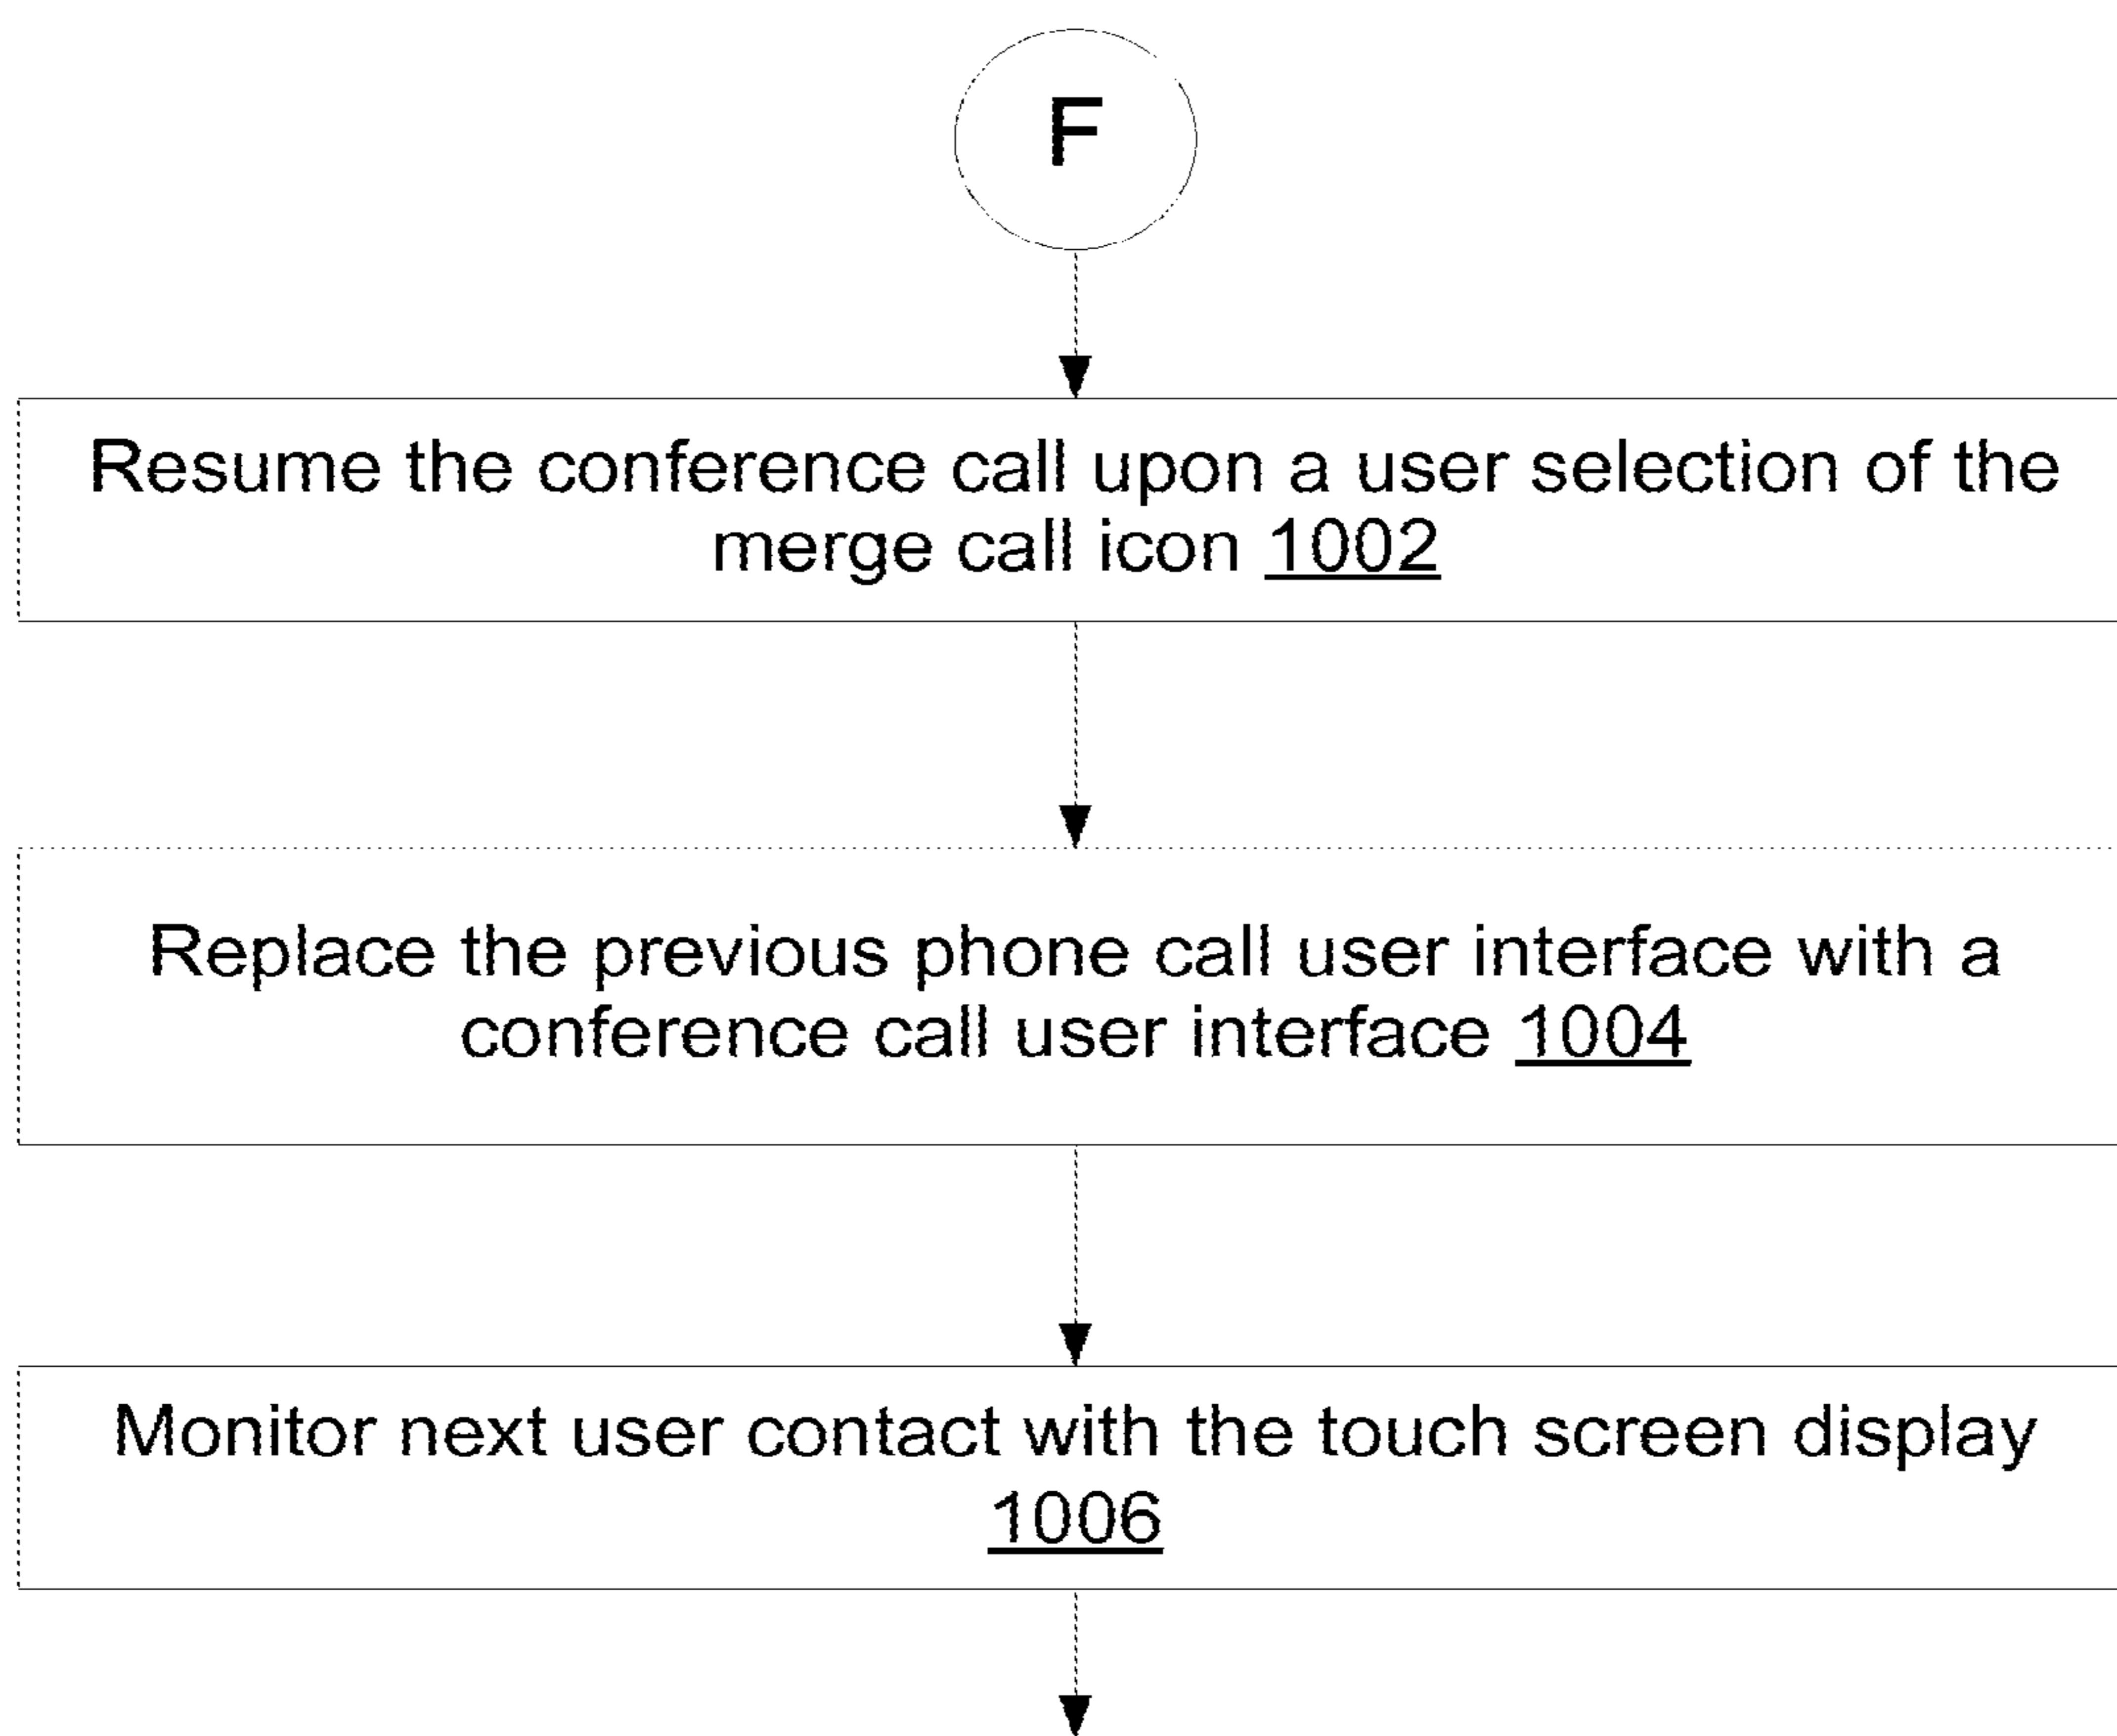 F
Resume the conference call upon a user selection of the
merge call icon 1002
Replace the previous phone call user interface with a
conference call user interface 1004
Monitor next user contact with the touch screen display
1006